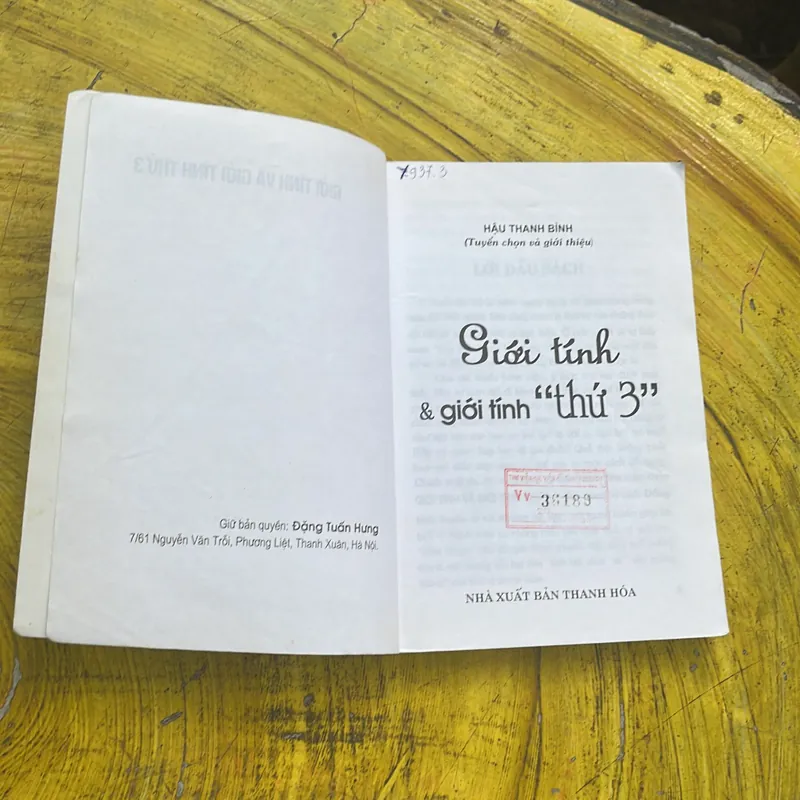 Giữ bản quyền: Đặng Tuấn Hưng
7/61 Nguyễn Văn Trỗi, Phương Liệt, Thanh Xuân, Hà Nội.
7937.3
HẬU THANH BÌNH
(Tuyển chọn và giới thiệu)
Giới tính
& giới tính “thứ 3”
Vv 36189
NHÀ XUẤT BẢN THANH HÓA